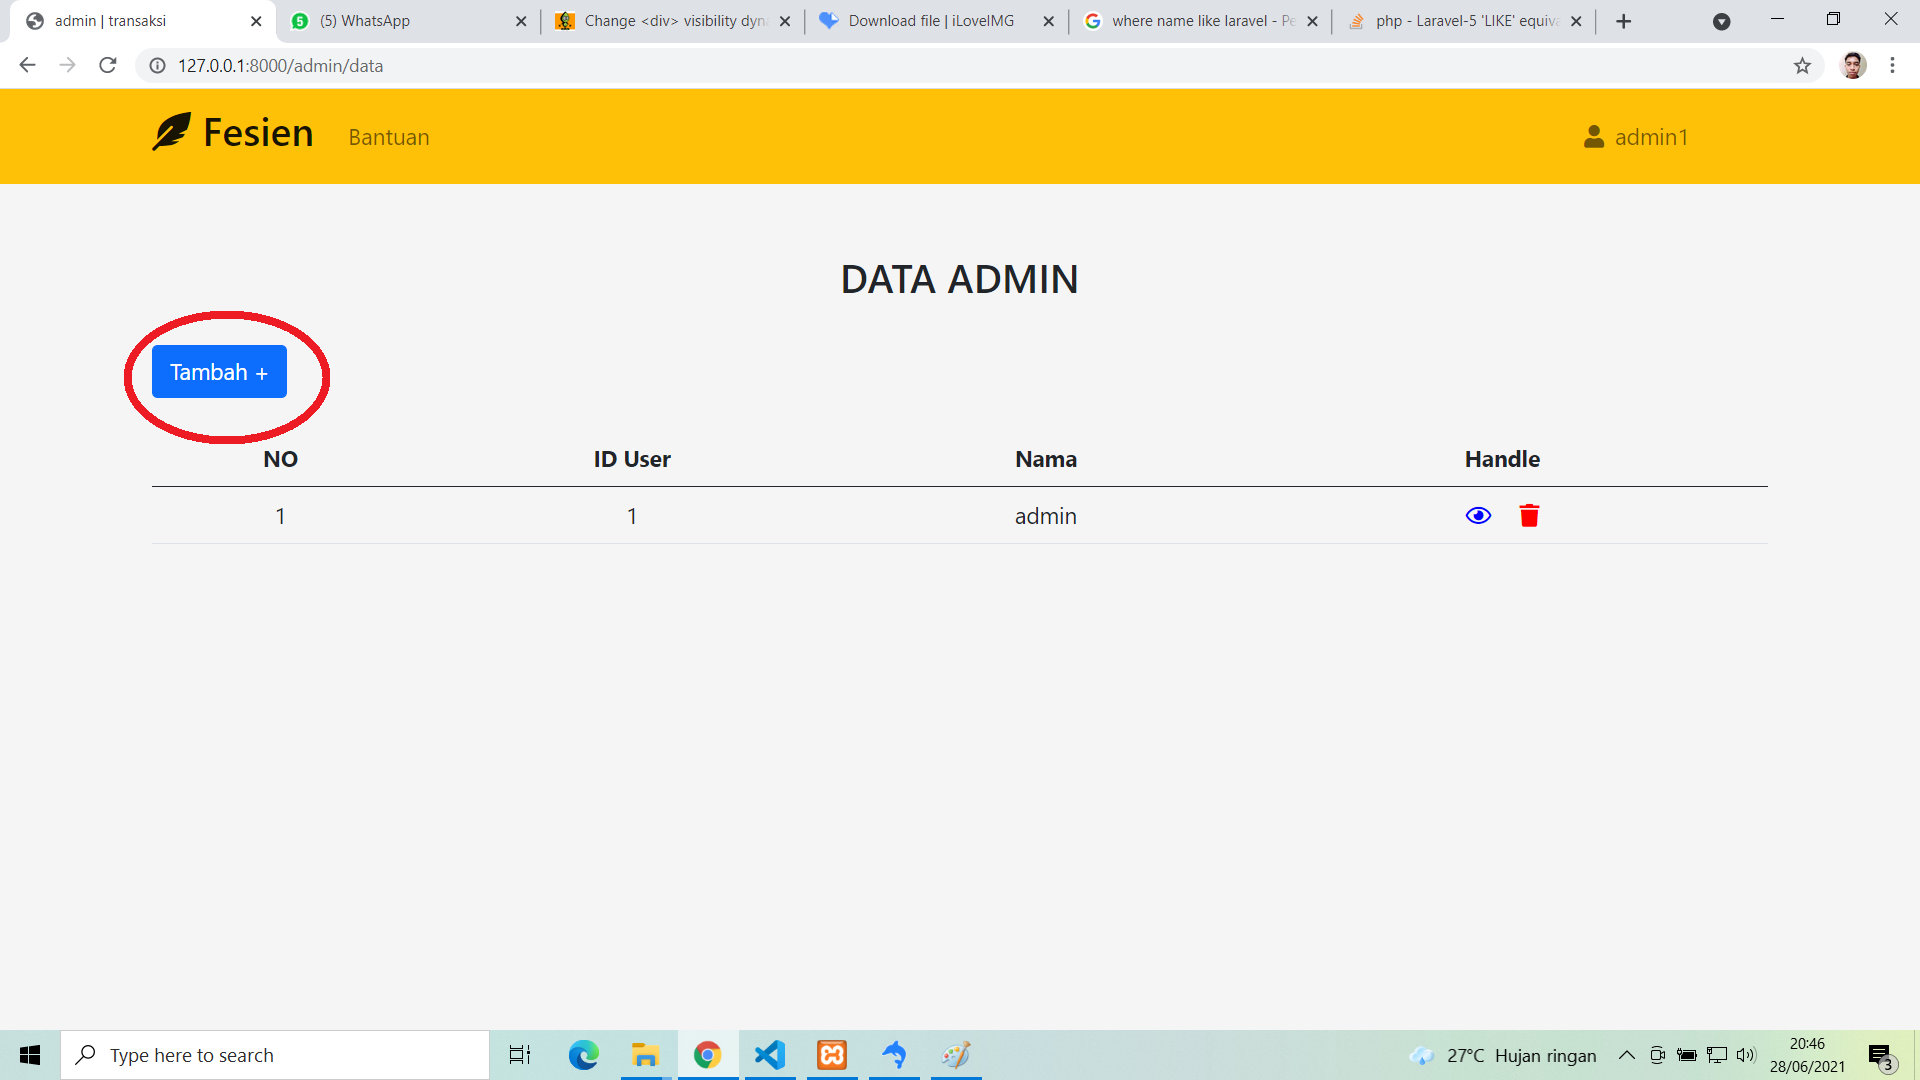 admin | transaksi
(5) WhatsApp
Change <div> visibility dyn
Download file | iLoveIMG
where name like laravel - Pe
php - Laravel-5 'LIKE' equiva
127.0.0.1:8000/admin/data
Fesien
Bantuan
admin1
DATA ADMIN
Tambah +
NO ID User Nama Handle
1 1 admin
Type here to search
27°C Hujan ringan
20:46
28/06/2021
3